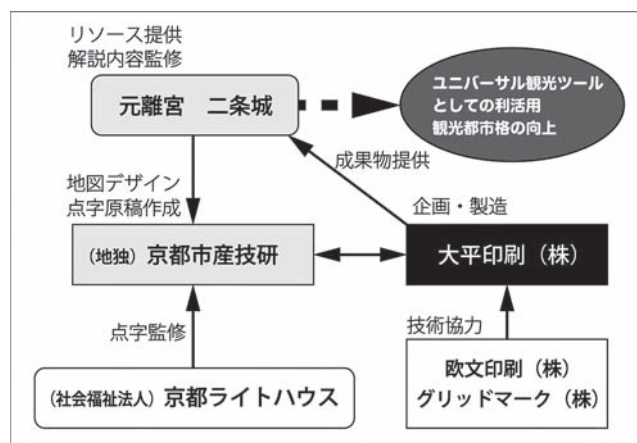 リソース提供
解説内容監修
元離宮　二条城
ユニバーサル観光ツール
としての利活用
観光都市格の向上
成果物提供
地図デザイン
点字原稿作成
企画・製造
（地独）京都市産技研
大平印刷（株）
点字監修
技術協力
（社会福祉法人）京都ライトハウス
欧文印刷（株）
グリッドマーク（株）